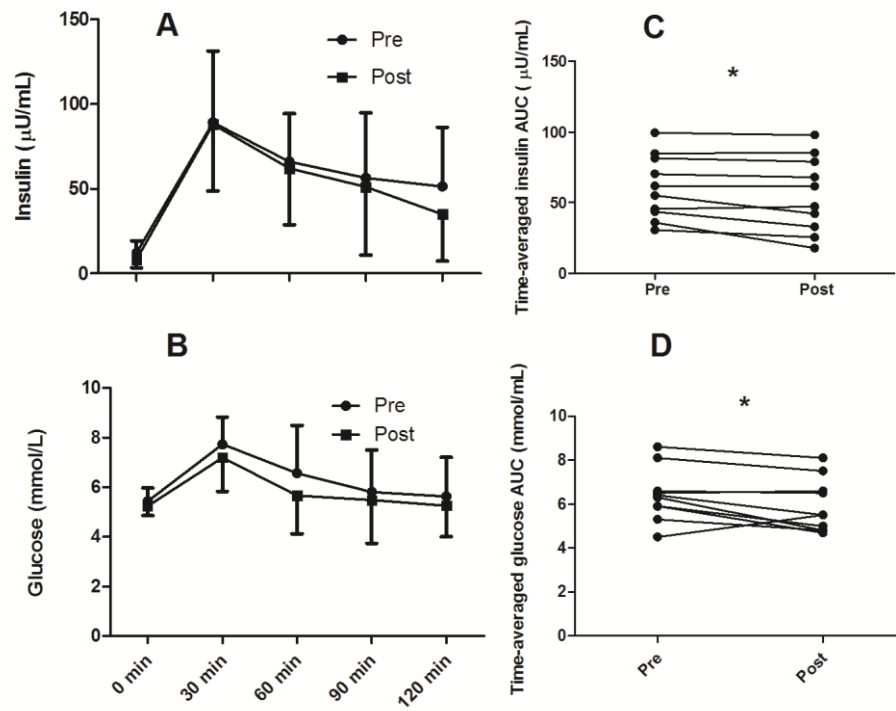 A
Insulin ( μU/mL)
150
100
50
0
Pre
Post
C
Time-averaged insulin AUC ( μU/mL)
150
100
50
0
*
Pre
Post
B
Glucose (mmol/L)
10
8
6
4
2
0
Pre
Post
0 min
30 min
60 min
90 min
120 min
D
Time-averaged glucose AUC (mmol/mL)
10
8
6
4
2
0
*
Pre
Post